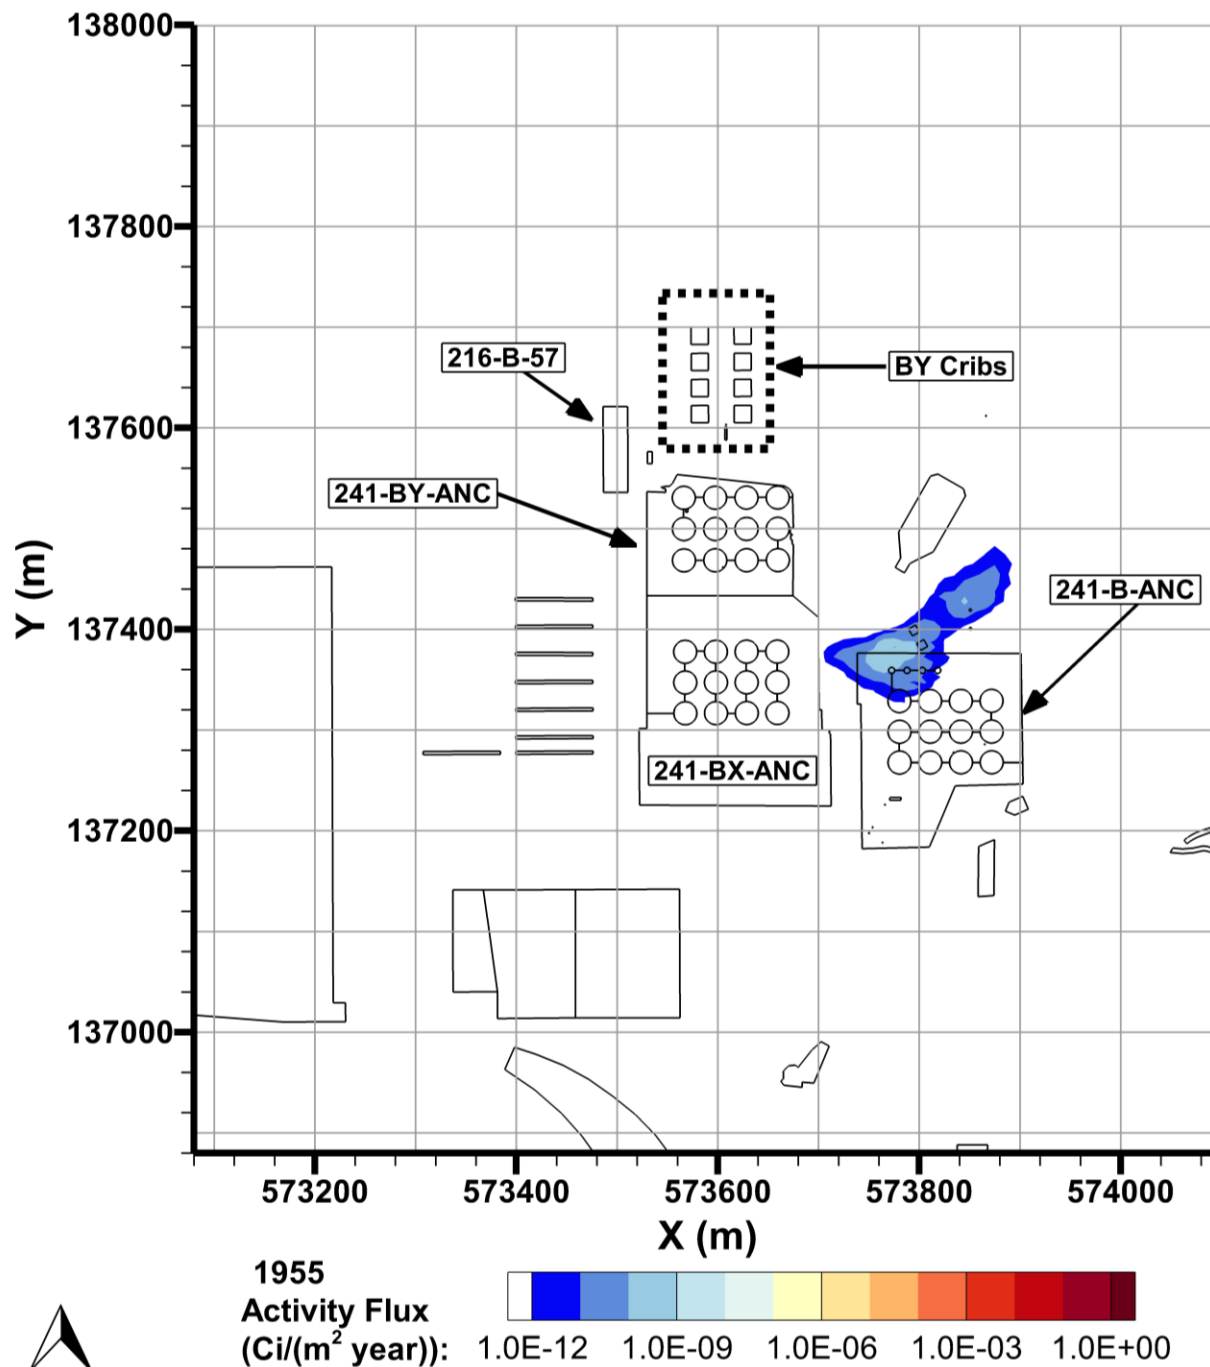 138000
137800
216-B-57
BY Cribs
137600
241-BY-ANC
241-B-ANC
Y (m)
137400
241-BX-ANC
137200
137000
573200 573400 573600 573800 574000
X (m)
1955
Activity Flux
(Ci/(m² year)):
1.0E-12 1.0E-09 1.0E-06 1.0E-03 1.0E+00